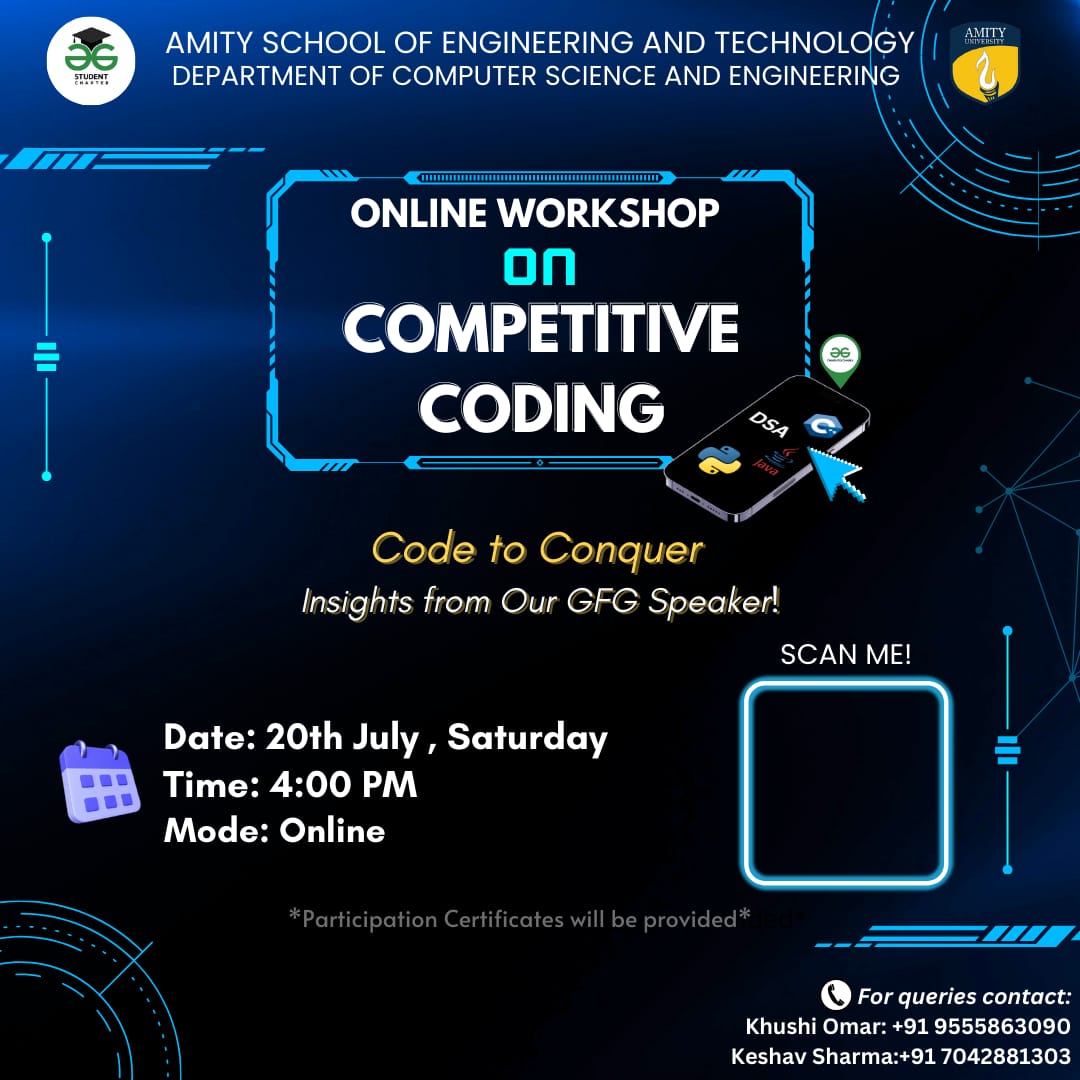 AMITY SCHOOL OF ENGINEERING AND TECHNOLOGY
DEPARTMENT OF COMPUTER SCIENCE AND ENGINEERING
STUDENT
CHAPTER
AMITY
UNIVERSITY
ONLINE WORKSHOP
on
COMPETITIVE
CODING
DSA
C++
Java
Code to Conquer
Insights from Our GFG Speaker!
SCAN ME!
Date: 20th July , Saturday
Time: 4:00 PM
Mode: Online
*Participation Certificates will be provided*
For queries contact:
Khushi Omar: +91 9555863090
Keshav Sharma:+91 7042881303